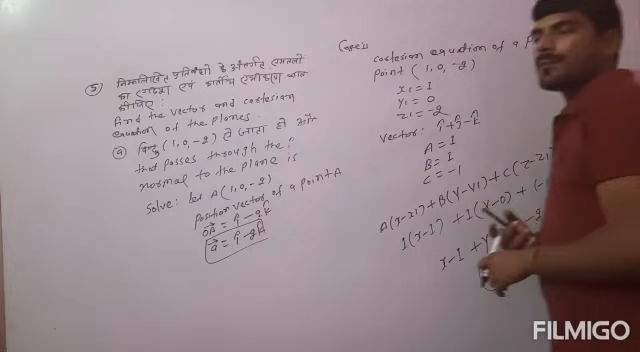 5) निम्नलिखित प्रतिबंधों के अंतर्गत समतलों
का सदिश एवं कार्तीय समीकरण ज्ञात
कीजिए:
Find the vector and cartesian
equation of the planes.
(a) बिन्दु (1, 0, -2) से जाता हो और
that passes through the:
normal to the plane is
Solve: let A(1, 0, -2)
Position vector of a point A
OA = î - 2k̂
a = î - 2k̂
Case:
cartesian equation of a
Point (1, 0, -2)
x1 = 1
y1 = 0
z1 = -2
vector: î + ĵ - k̂
A = 1
B = 1
C = -1
A(x-x1) + B(y-y1) + C(z-z1)
1(x-1) + 1(y-0) + (-
x-1 + y
FILMIGO